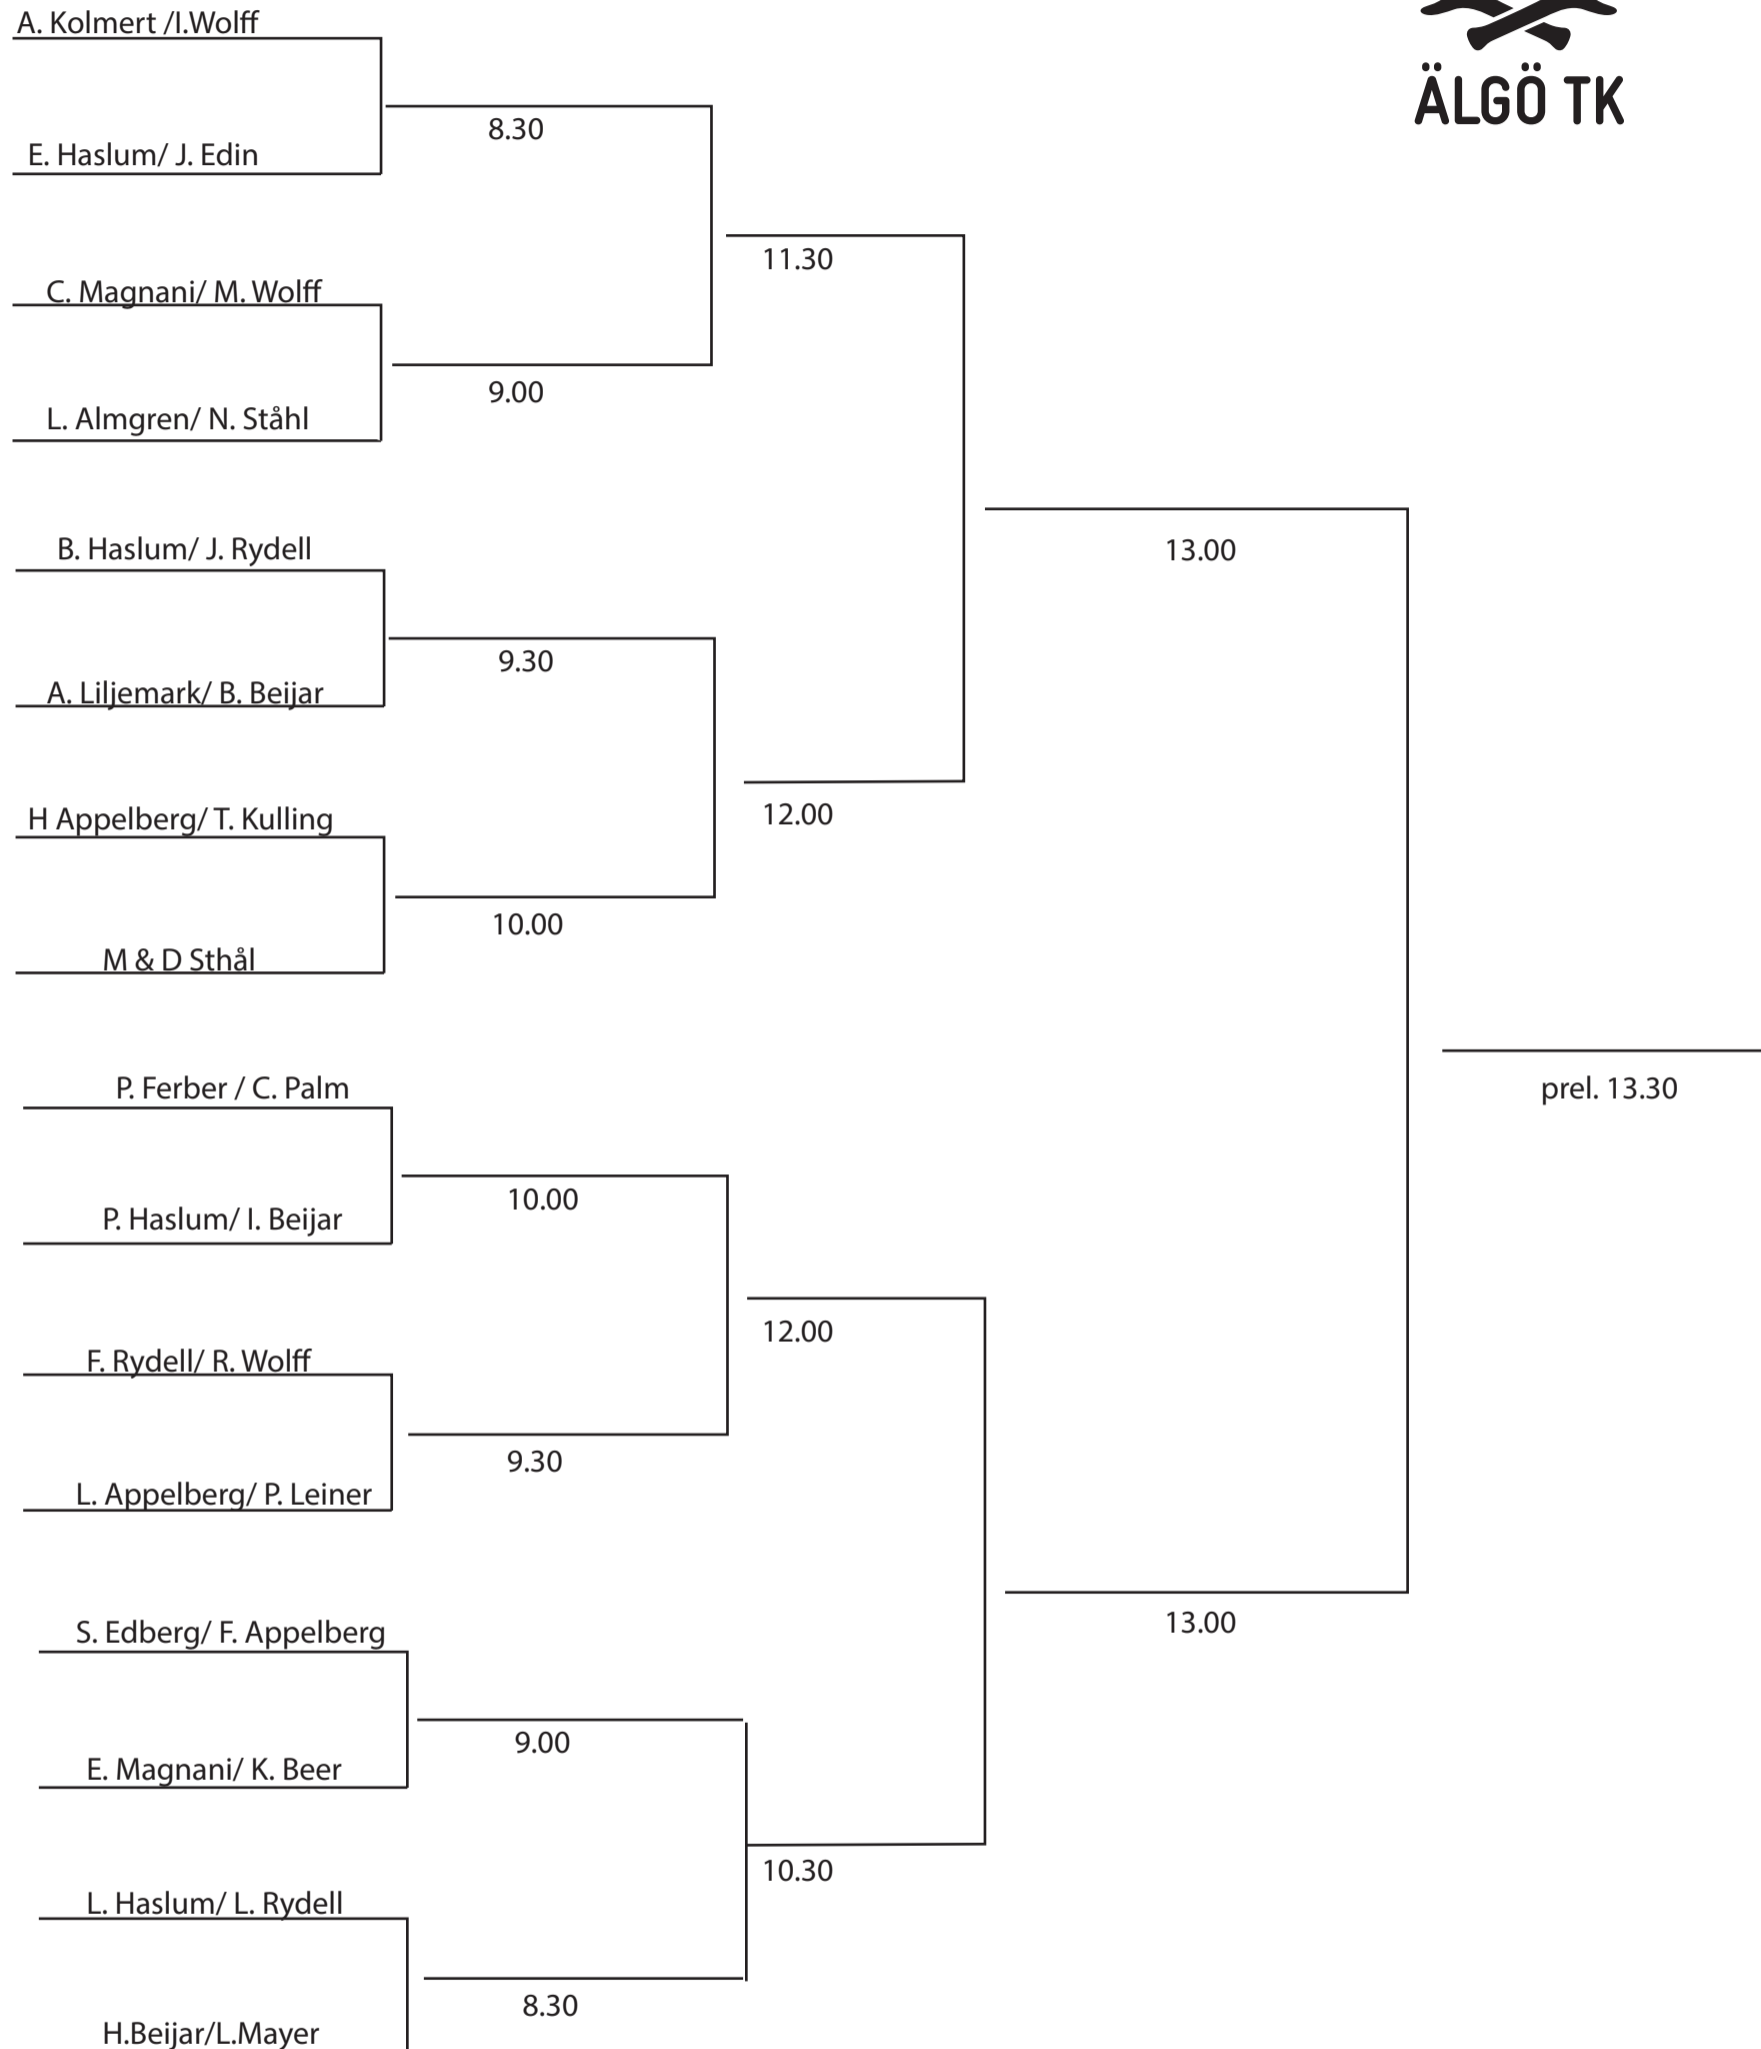 A. Kolmert /I.Wolff
ÄLGÖ TK
8.30
E. Haslum/ J. Edin
11.30
C. Magnani/ M. Wolff
9.00
L. Almgren/ N. Ståhl
B. Haslum/ J. Rydell
13.00
9.30
A. Liljemark/ B. Beijar
12.00
H Appelberg/ T. Kulling
10.00
M & D Sthål
P. Ferber / C. Palm
prel. 13.30
10.00
P. Haslum/ I. Beijar
12.00
F. Rydell/ R. Wolff
9.30
L. Appelberg/ P. Leiner
13.00
S. Edberg/ F. Appelberg
9.00
E. Magnani/ K. Beer
10.30
L. Haslum/ L. Rydell
8.30
H.Beijar/L.Mayer